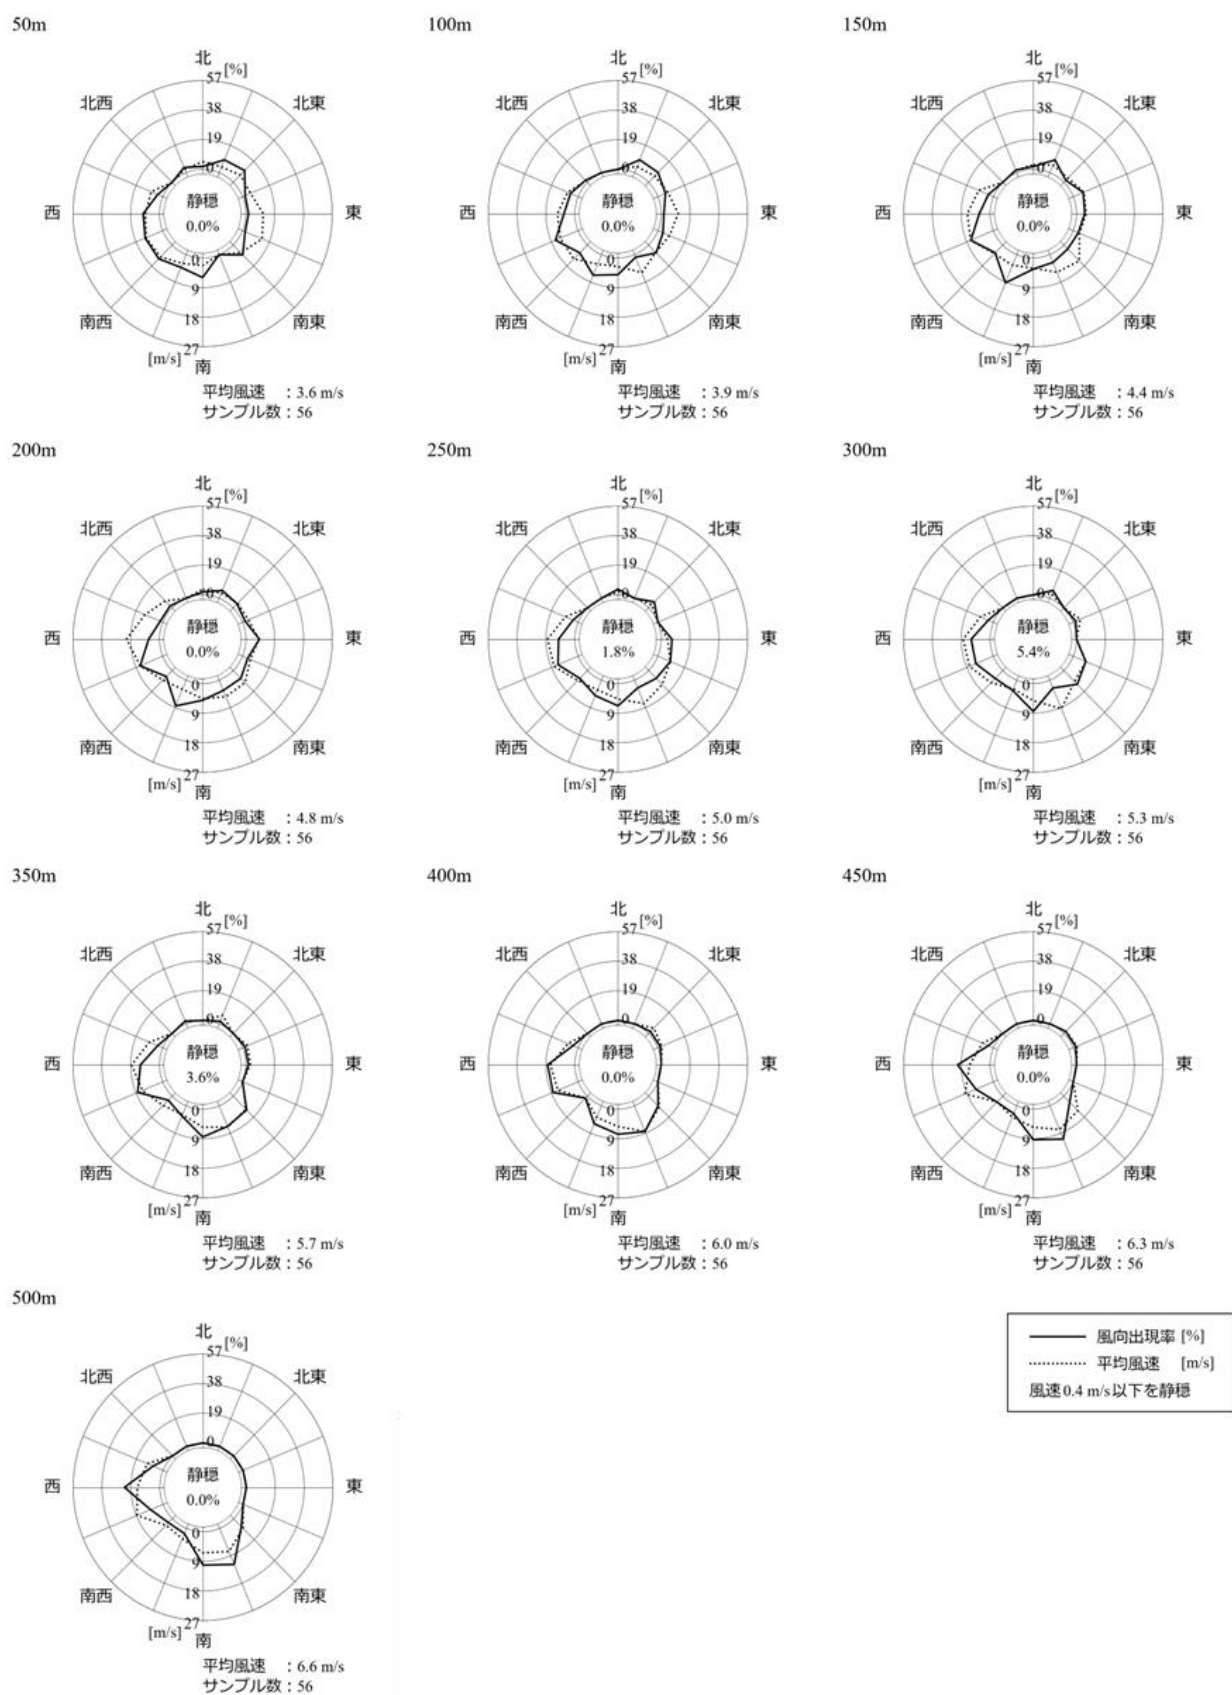 50m
北 [%]
57
北西 38 北東
19
0
静穏
西 東
0.0%
0
9
南西 18 南東
[m/s] 27
南
平均風速 : 3.6 m/s
サンプル数 : 56
100m
北 [%]
57
北西 38 北東
19
0
静穏
西 東
0.0%
0
9
南西 18 南東
[m/s] 27
南
平均風速 : 3.9 m/s
サンプル数 : 56
150m
北 [%]
57
北西 38 北東
19
0
静穏
西 東
0.0%
0
9
南西 18 南東
[m/s] 27
南
平均風速 : 4.4 m/s
サンプル数 : 56
200m
北 [%]
57
北西 38 北東
19
0
静穏
西 東
0.0%
0
9
南西 18 南東
[m/s] 27
南
平均風速 : 4.8 m/s
サンプル数 : 56
250m
北 [%]
57
北西 38 北東
19
0
静穏
西 東
1.8%
0
9
南西 18 南東
[m/s] 27
南
平均風速 : 5.0 m/s
サンプル数 : 56
300m
北 [%]
57
北西 38 北東
19
0
静穏
西 東
5.4%
0
9
南西 18 南東
[m/s] 27
南
平均風速 : 5.3 m/s
サンプル数 : 56
350m
北 [%]
57
北西 38 北東
19
0
静穏
西 東
3.6%
0
9
南西 18 南東
[m/s] 27
南
平均風速 : 5.7 m/s
サンプル数 : 56
400m
北 [%]
57
北西 38 北東
19
0
静穏
西 東
0.0%
0
9
南西 18 南東
[m/s] 27
南
平均風速 : 6.0 m/s
サンプル数 : 56
450m
北 [%]
57
北西 38 北東
19
0
静穏
西 東
0.0%
0
9
南西 18 南東
[m/s] 27
南
平均風速 : 6.3 m/s
サンプル数 : 56
500m
北 [%]
57
北西 38 北東
19
0
静穏
西 東
0.0%
0
9
南西 18 南東
[m/s] 27
南
平均風速 : 6.6 m/s
サンプル数 : 56
風向出現率 [%]
平均風速 [m/s]
風速0.4 m/s以下を静穏